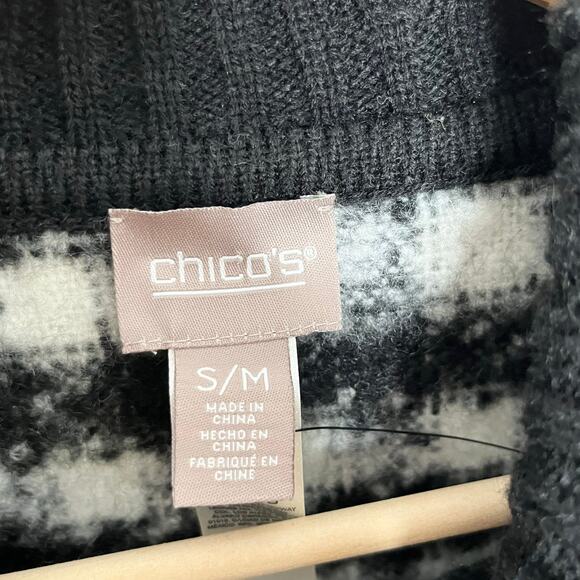 chico's®
S/M
MADE IN
CHINA
HECHO EN
CHINA
FABRIQUÉ EN
CHINE